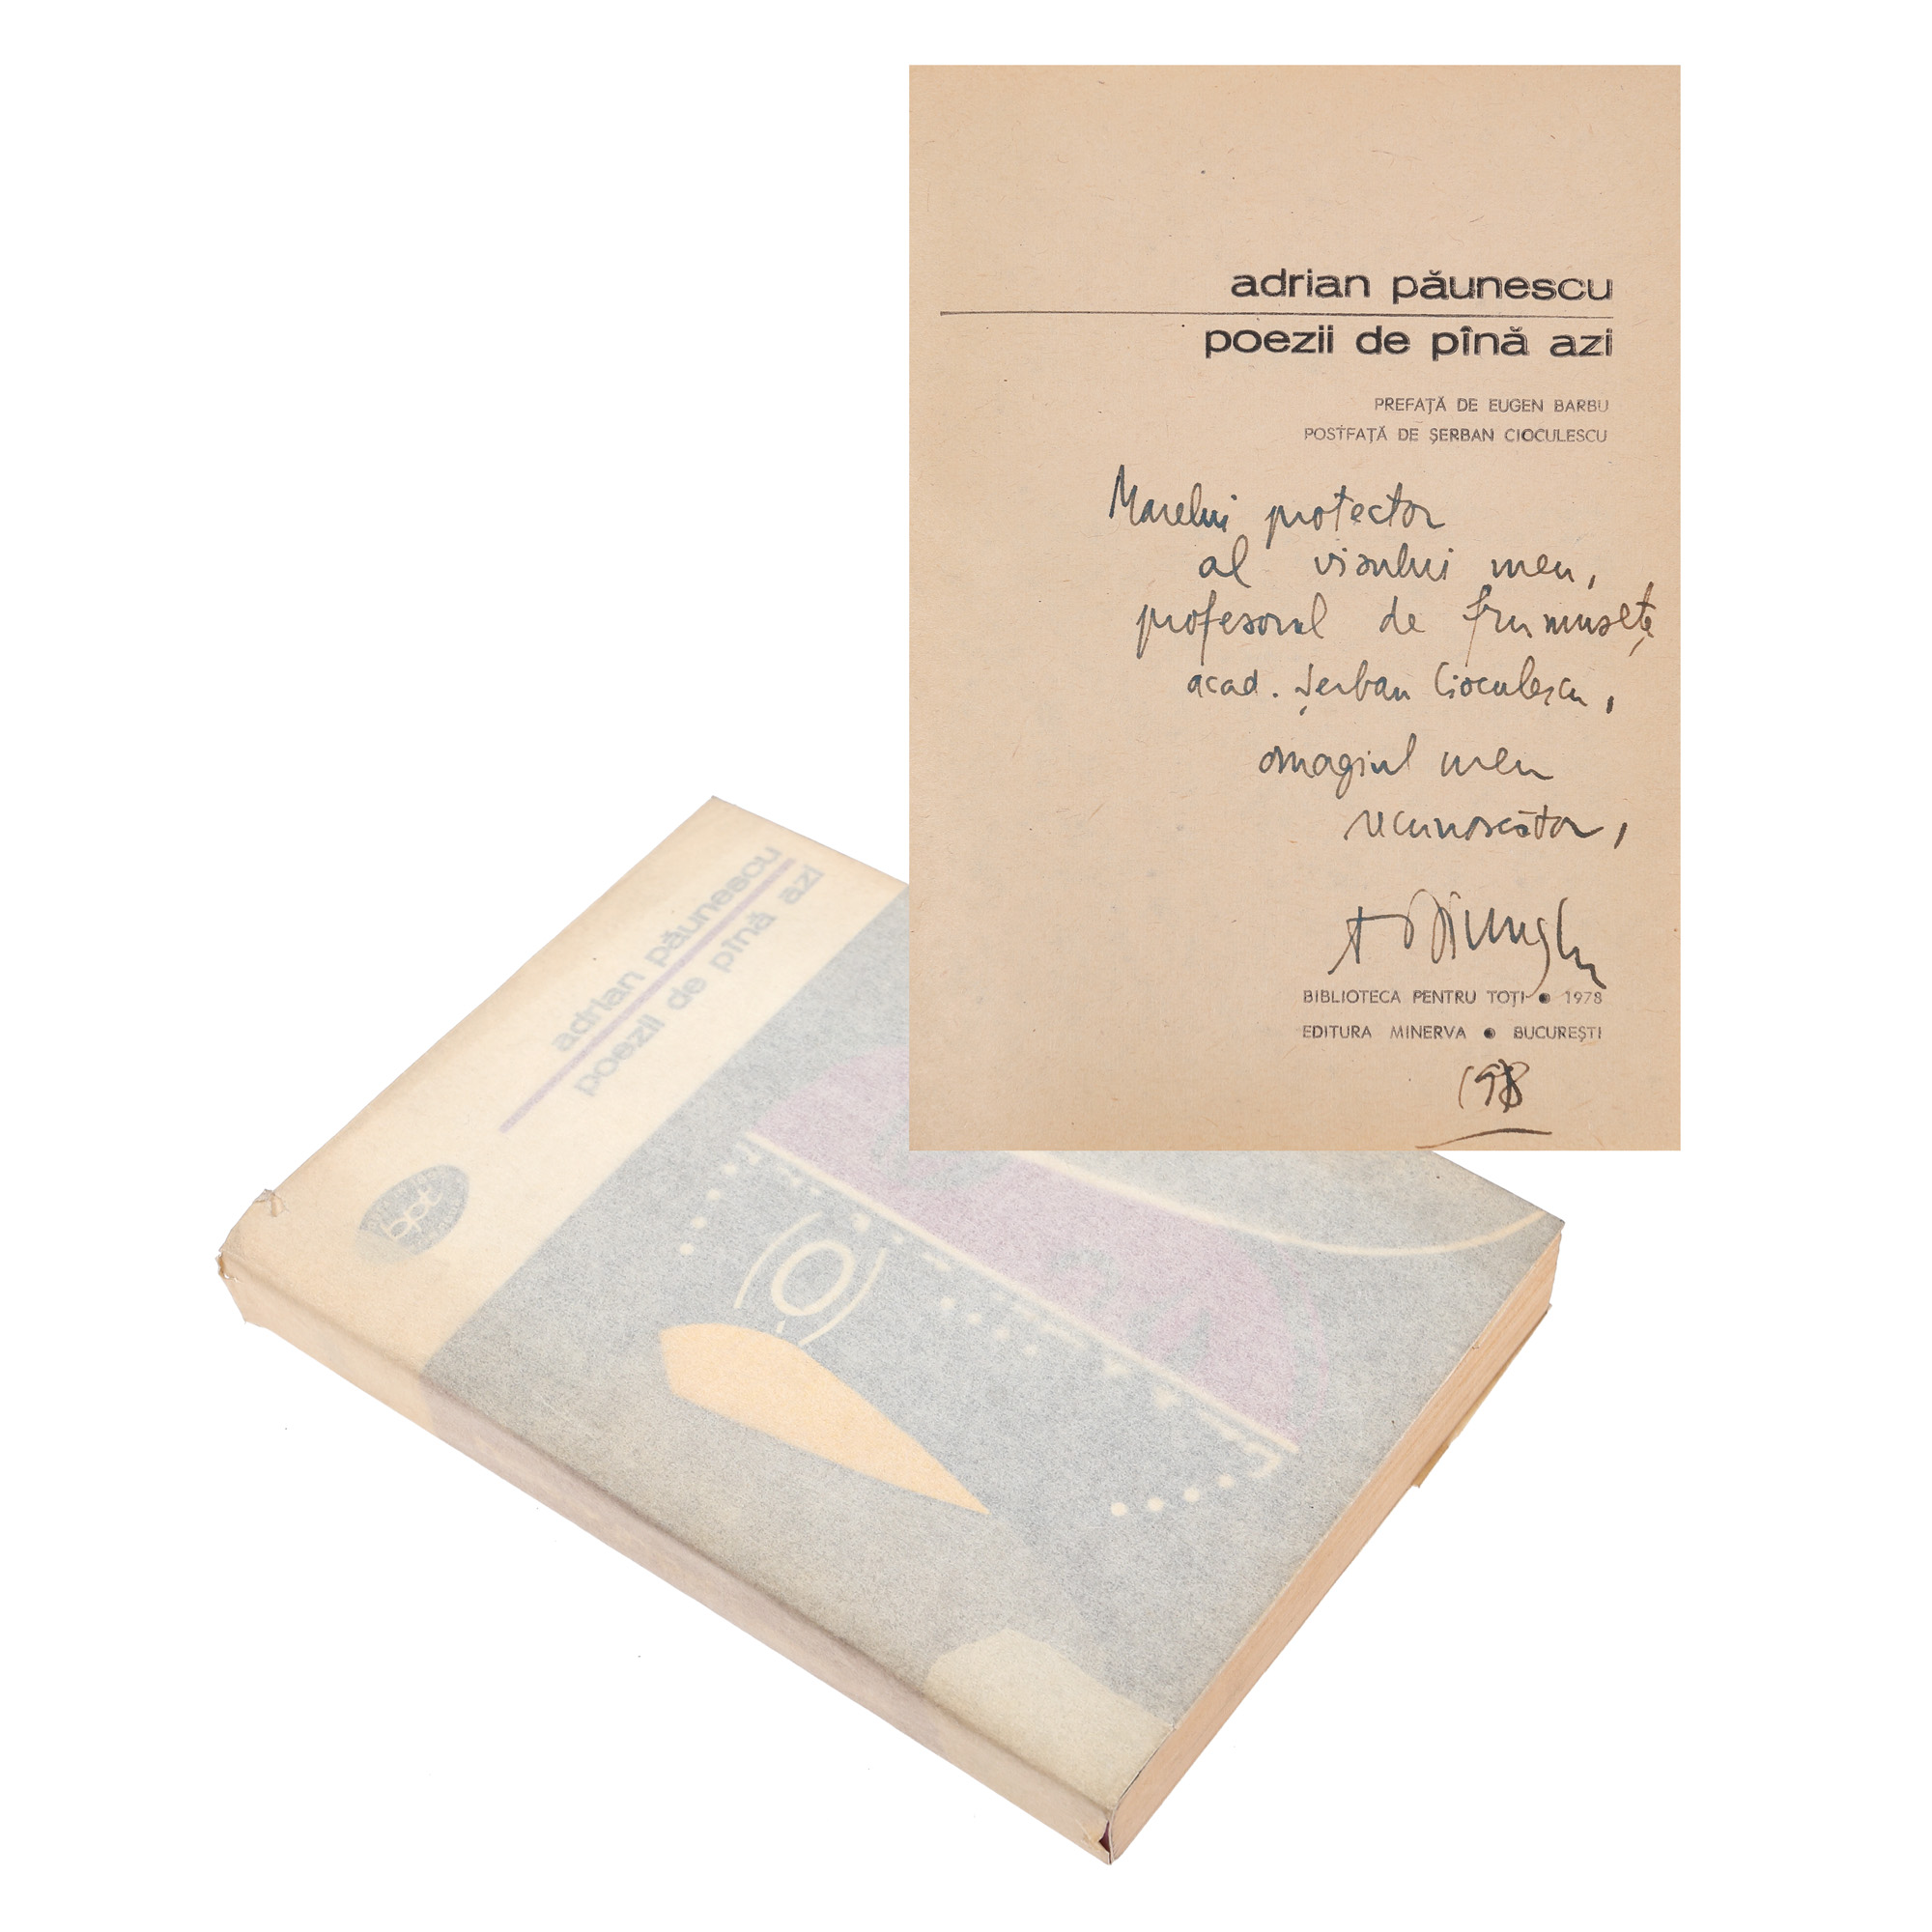 adrian păunescu
poezii de pînă azi
PREFAȚĂ DE EUGEN BARBU
POSTFAȚĂ DE ȘERBAN CIOCULESCU
Marelui protector
al visului meu,
profesorul de frumusețe
acad. Șerban Cioculescu,
omagiul meu
recunoscător,
BIBLIOTECA PENTRU TOȚI • 1978
EDITURA MINERVA • BUCUREȘTI
adrian păunescu
poezii de pînă azi
bpt